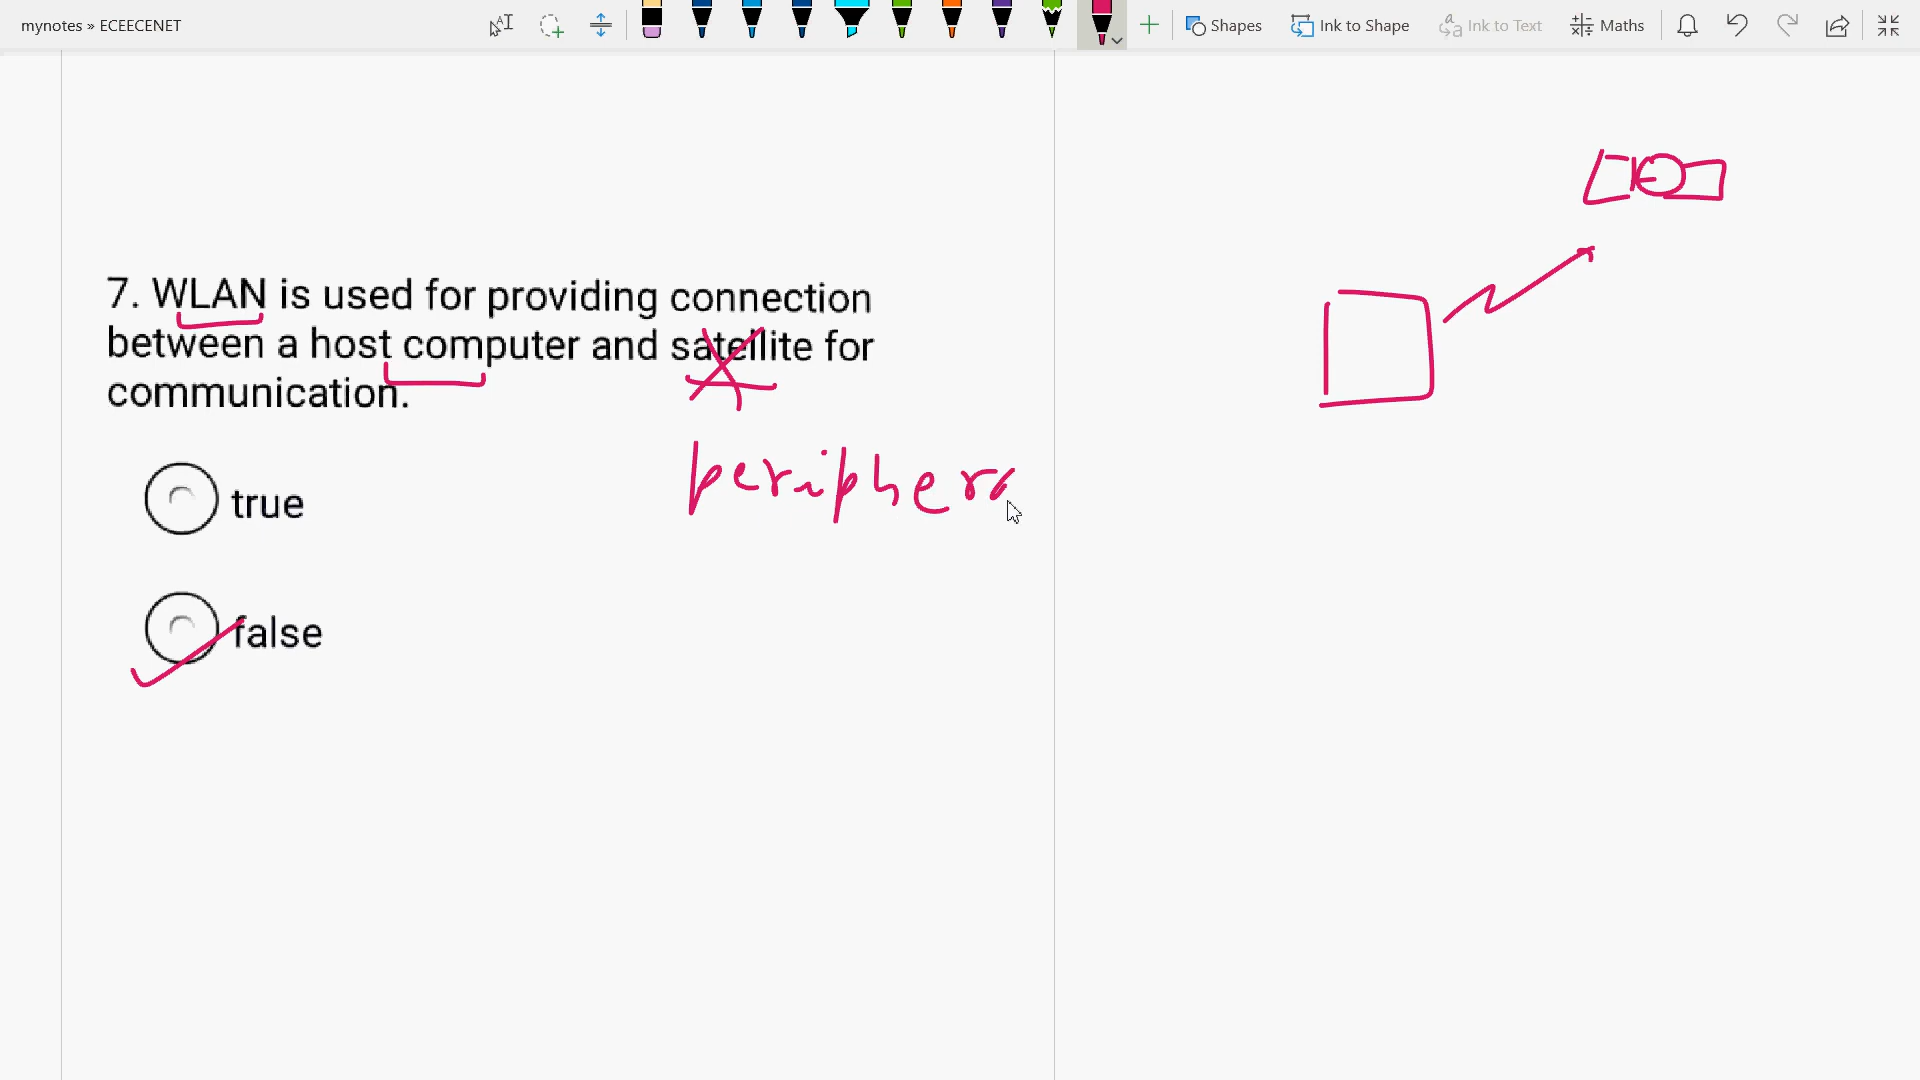 mynotes » ECEECENET
Shapes
Ink to Shape
Ink to Text
Maths
7. WLAN is used for providing connection
between a host computer and satellite for
communication.
periphera
true
false